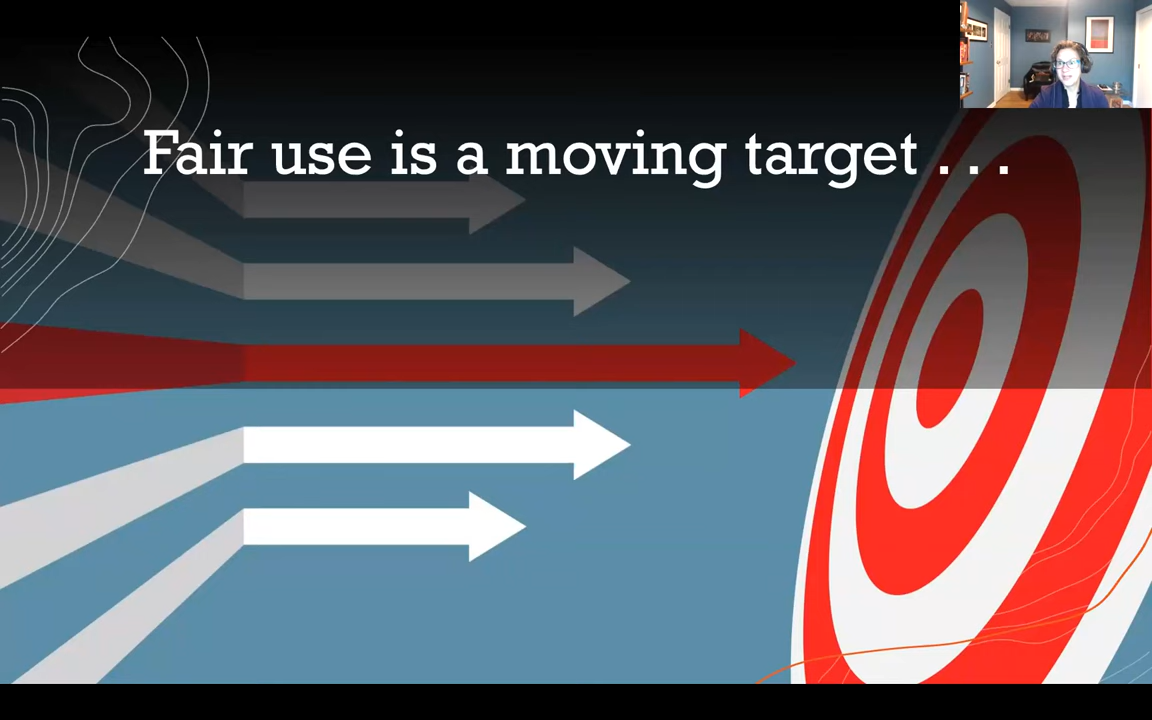 Fair use is a moving target . . .